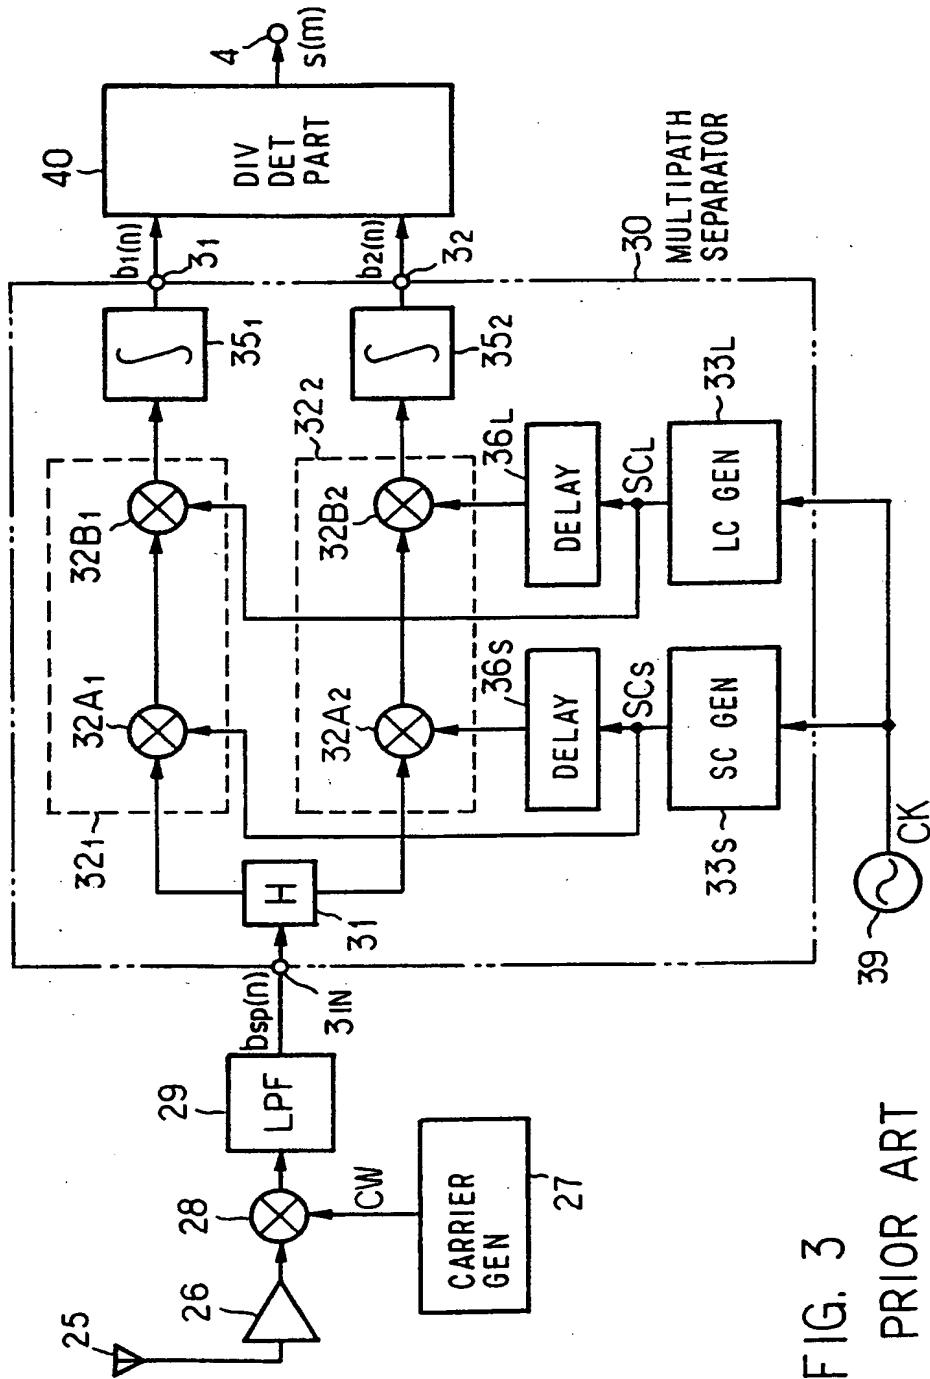 25
26
28
29
LPF
bsp(n)
3IN
CW
CARRIER
GEN
27
31
H
321
32A1
32B1
351
b1(n)
31
322
32A2
32B2
352
b2(n)
32
40
DIV
DET
PART
4
s(m)
36S
DELAY
36L
DELAY
SCS
SCL
33S
SC GEN
33L
LC GEN
30
MULTIPATH
SEPARATOR
39
CK
FIG. 3
PRIOR ART